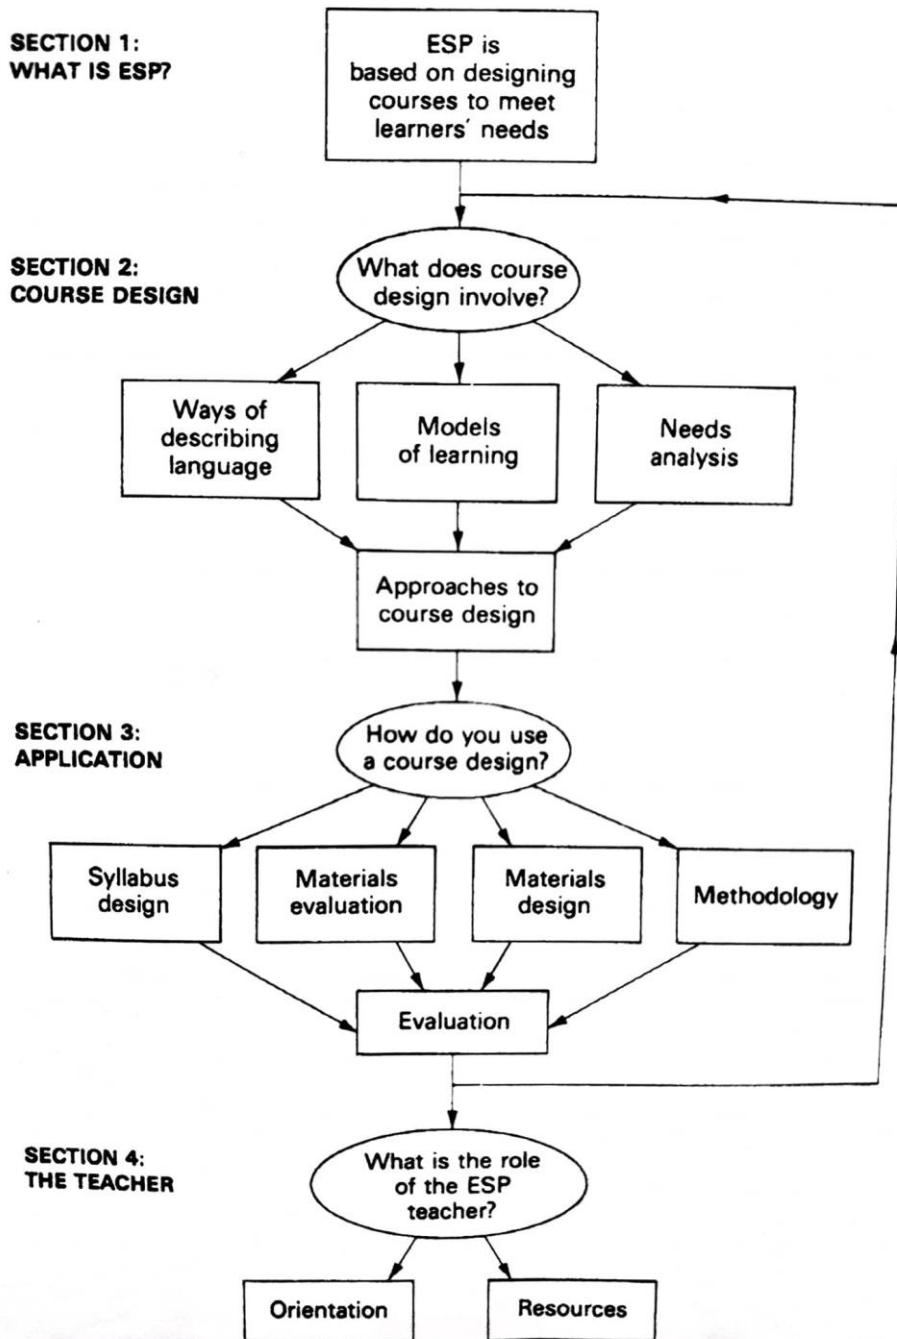 SECTION 1:
WHAT IS ESP?
ESP is
based on designing
courses to meet
learners' needs
SECTION 2:
COURSE DESIGN
What does course
design involve?
Ways of
describing
language
Models
of learning
Needs
analysis
Approaches to
course design
SECTION 3:
APPLICATION
How do you use
a course design?
Syllabus
design
Materials
evaluation
Materials
design
Methodology
Evaluation
SECTION 4:
THE TEACHER
What is the role
of the ESP
teacher?
Orientation
Resources